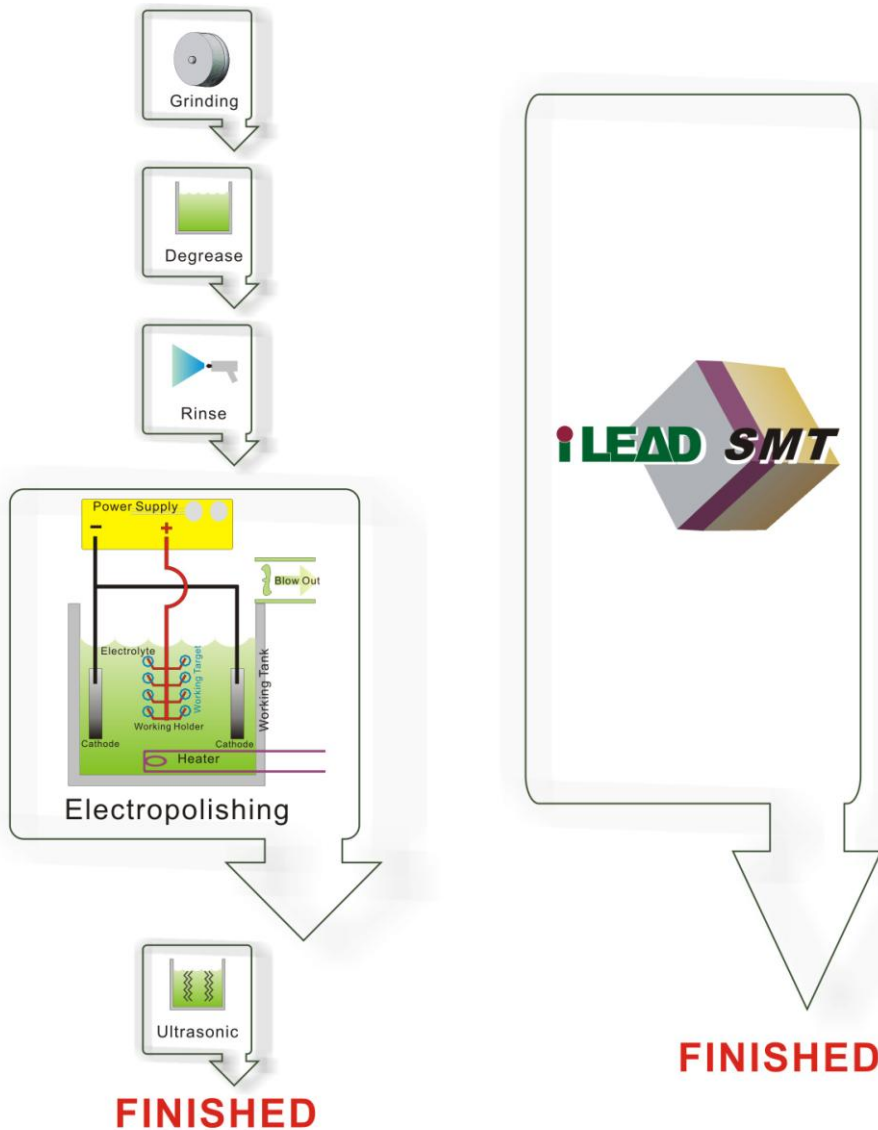 Grinding
Degrease
Rinse
Power Supply
- +
Blow Out
Electrolyte
Working Target
Working Tank
Working Holder
Cathode
Cathode
Heater
Electropolishing
Ultrasonic
FINISHED
iLEAD SMT
FINISHED